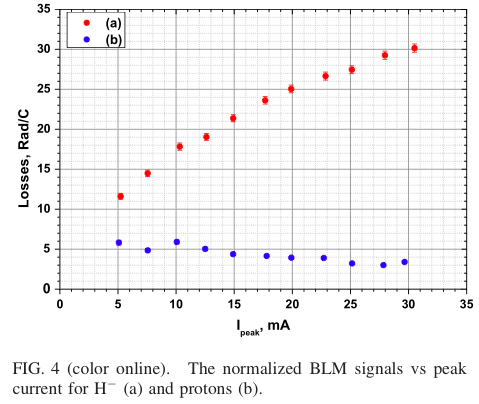 35
30
25
20
15
10
5
0
Losses, Rad/C
(a)
(b)
0 5 10 15 20 25 30 35
Ipeak, mA
FIG. 4 (color online). The normalized BLM signals vs peak
current for H− (a) and protons (b).